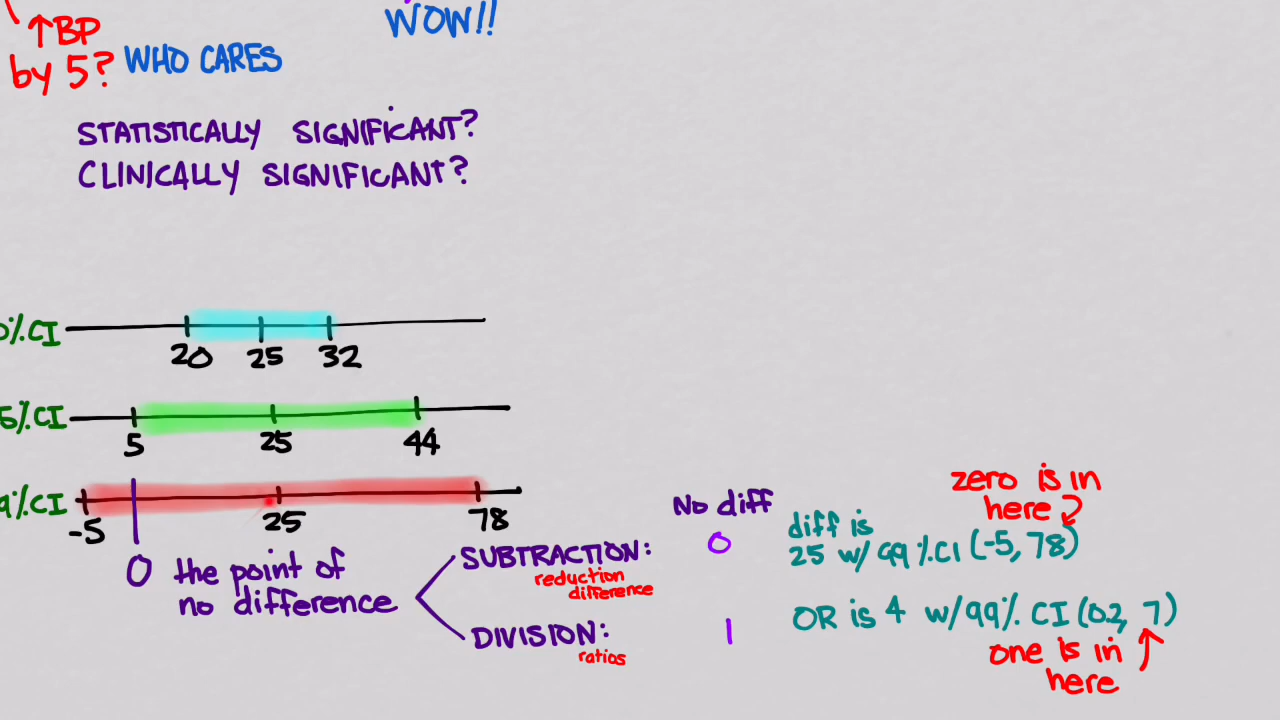 ↑BP
by 5? WHO CARES
WOW!!
STATISTICALLY SIGNIFICANT?
CLINICALLY SIGNIFICANT?
%CI
20 25 32
5%CI
5 25 44
9%CI
-5 25 78
0 the point of
no difference
SUBTRACTION:
reduction
difference
DIVISION:
ratios
No diff
0
1
zero is in
here
diff is
25 w/ 99%CI (-5, 78)
OR is 4 w/99% CI (0.2, 7)
one is in
here